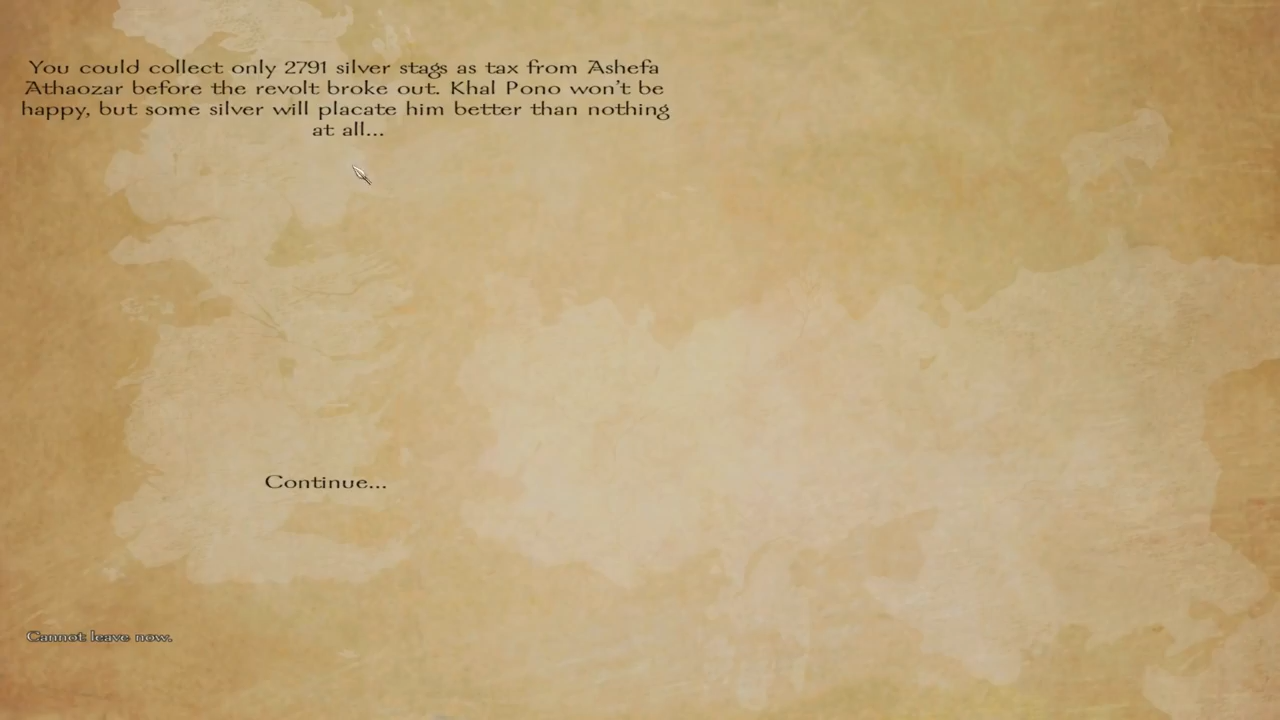 You could collect only 2791 silver stags as tax from Ashefa
Athaozar before the revolt broke out. Khal Pono won't be
happy, but some silver will placate him better than nothing
at all...
Continue...
Cannot leave now.